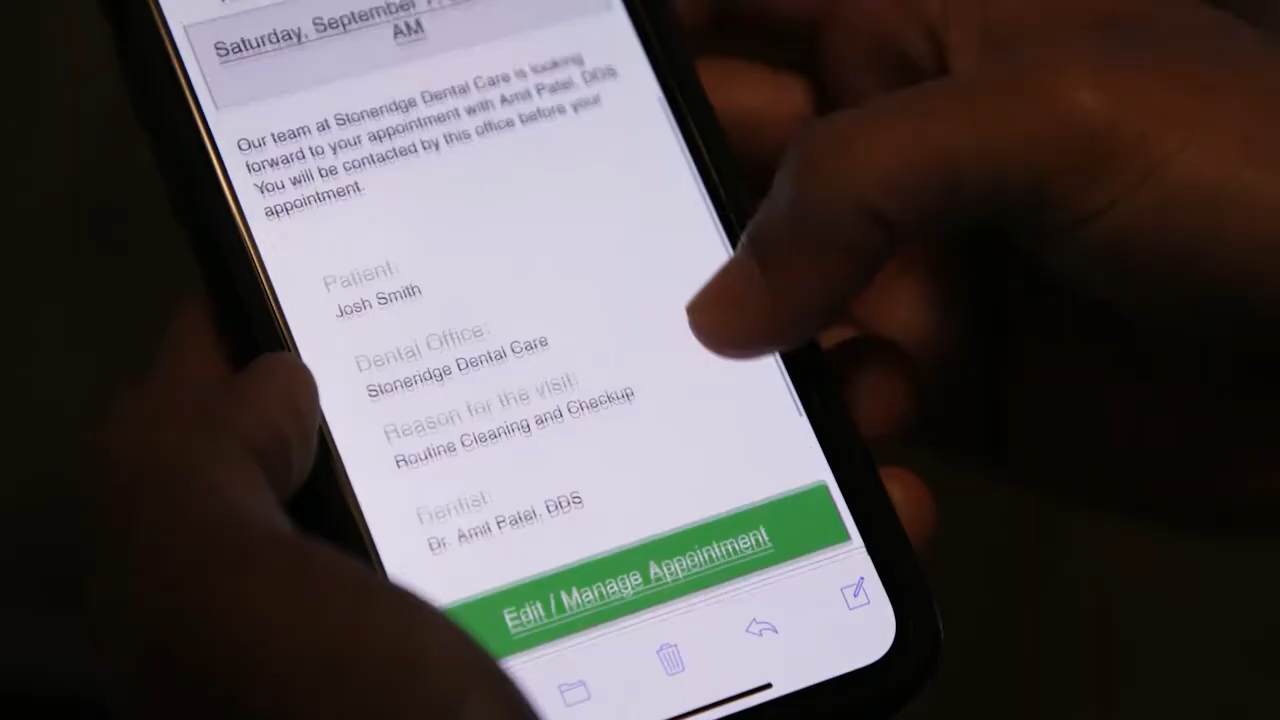 Saturday, September
AM
Our team at Stoneridge Dental Care is looking
forward to your appointment with Amit Patel, DDS
You will be contacted by this office before your
appointment.
Patient:
Josh Smith
Dental Office:
Stoneridge Dental Care
Reason for the visit:
Routine Cleaning and Checkup
Dentist:
Dr. Amit Patel, DDS
Edit / Manage Appointment